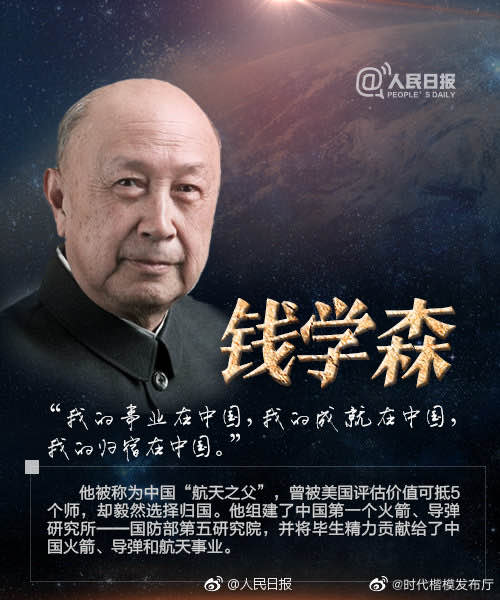 @人民日报
PEOPLE'S DAILY
钱学森
“我的事业在中国，我的成就在中国，
我的归宿在中国。”
他被称为中国“航天之父”，曾被美国评估价值可抵5
个师，却毅然选择归国。他组建了中国第一个火箭、导弹
研究所——国防部第五研究院，并将毕生精力贡献给了中
国火箭、导弹和航天事业。
@人民日报
@时代楷模发布厅